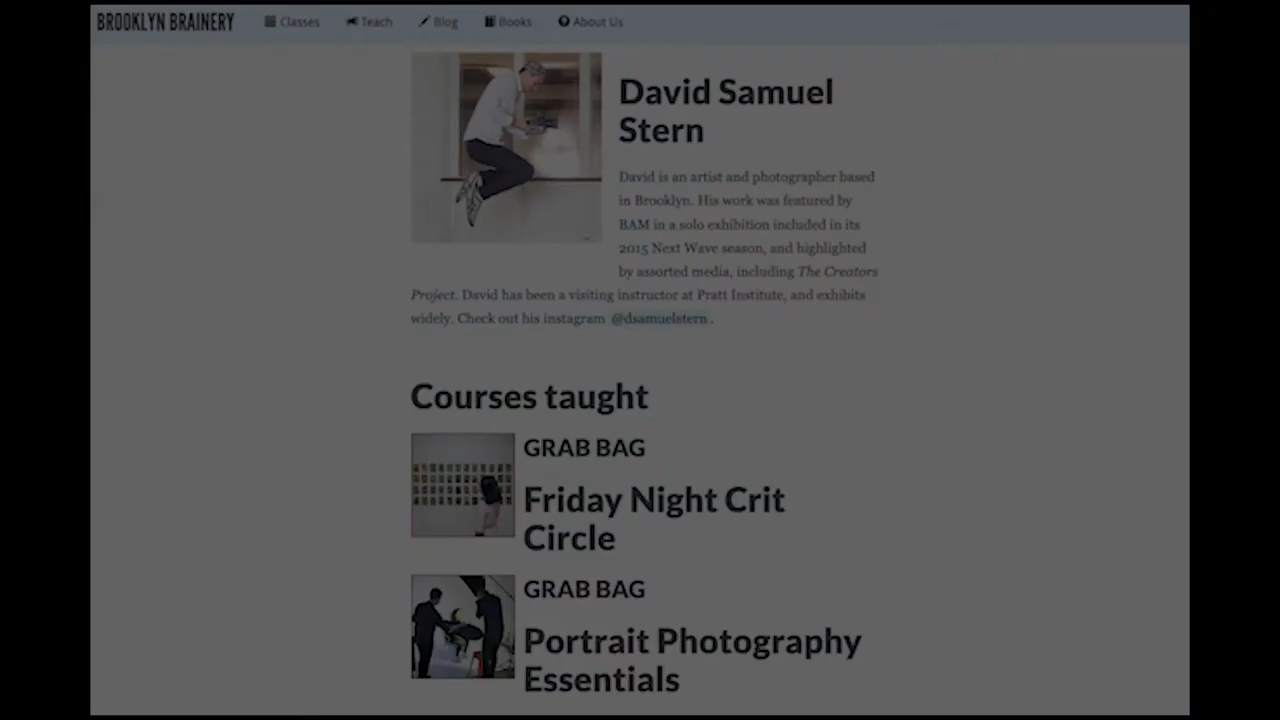 BROOKLYN BRAINERY Classes Teach Blog Books About Us
David Samuel
Stern
David is an artist and photographer based
in Brooklyn. His work was featured by
BAM in a solo exhibition included in its
2015 Next Wave season, and highlighted
by assorted media, including The Creators
Project. David has been a visiting instructor at Pratt Institute, and exhibits
widely. Check out his instagram @dsamuelstern.
Courses taught
GRAB BAG
Friday Night Crit
Circle
GRAB BAG
Portrait Photography
Essentials